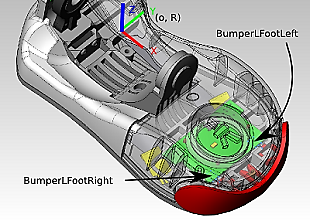 Z
Y
(o, R)
X
BumperLFootLeft
BumperLFootRight